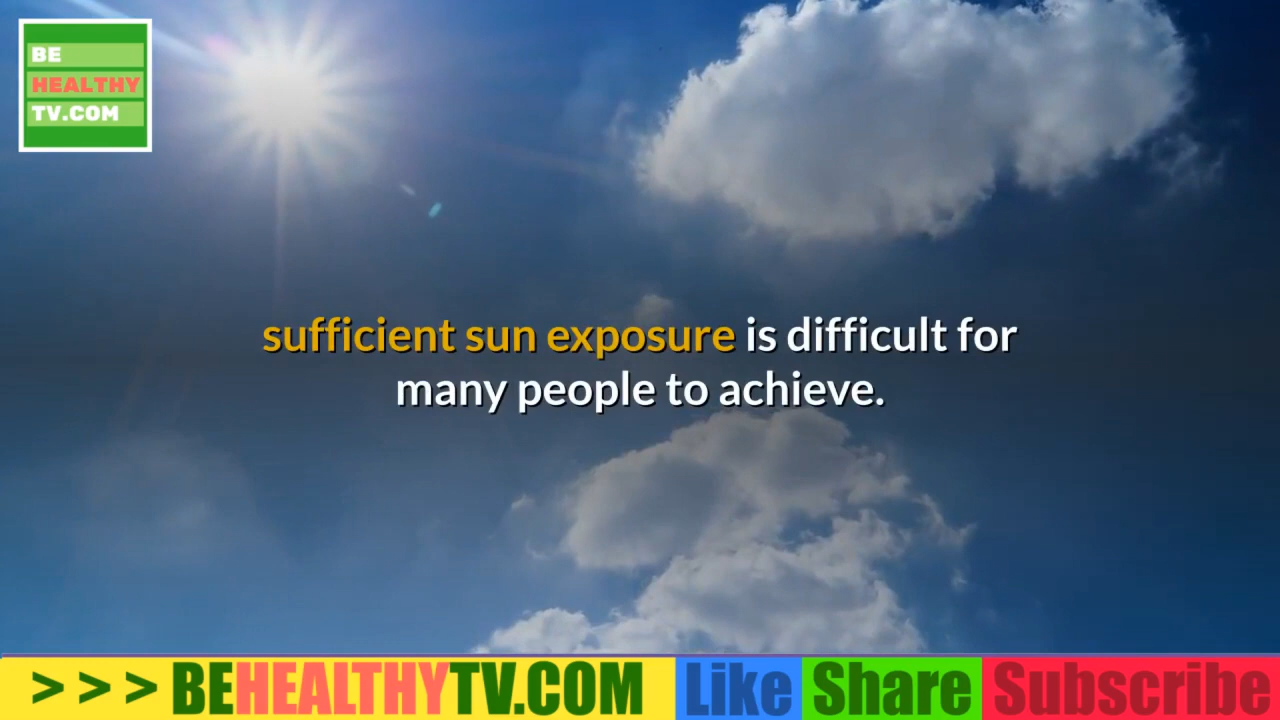 BE
HEALTHY
TV.COM
sufficient sun exposure is difficult for
many people to achieve.
> > > BEHEALTHYTV.COM Like Share Subscribe